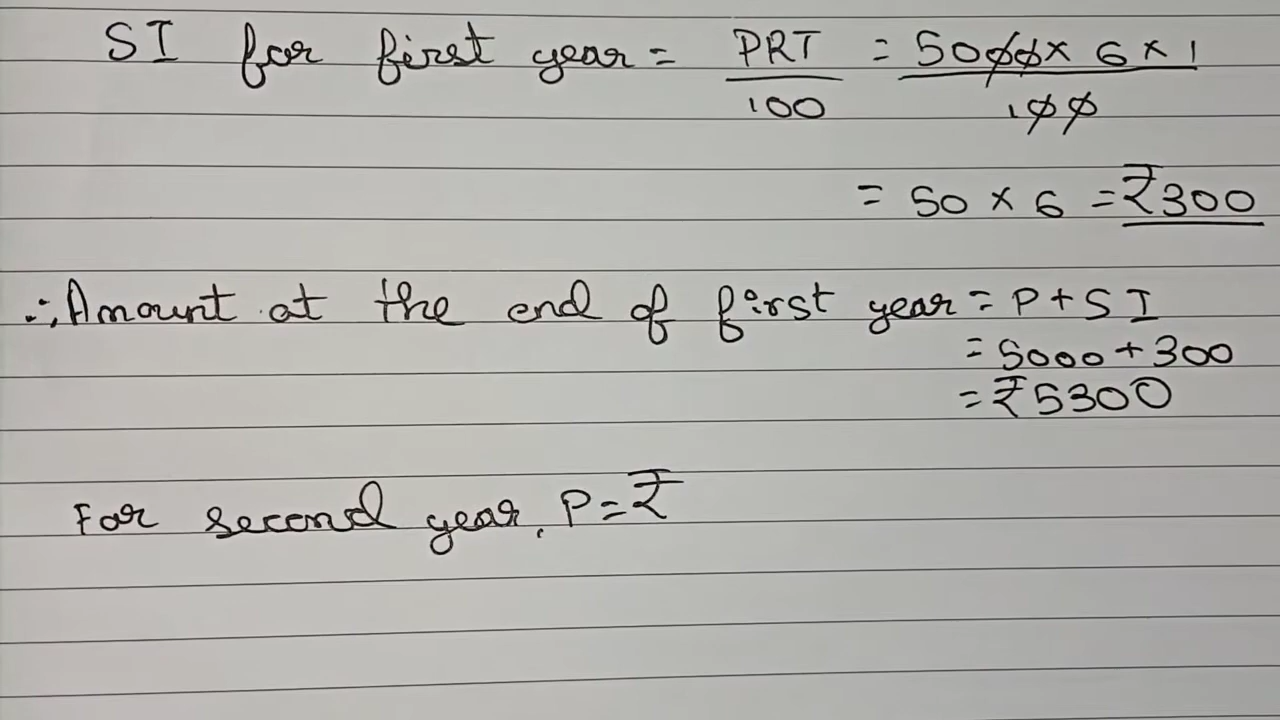 SI for first year = PRT/100 = 5000 × 6 × 1/100
= 50 × 6 = ₹300
∴ Amount at the end of first year = P + SI
= 5000 + 300
= ₹5300
For second year, P = ₹